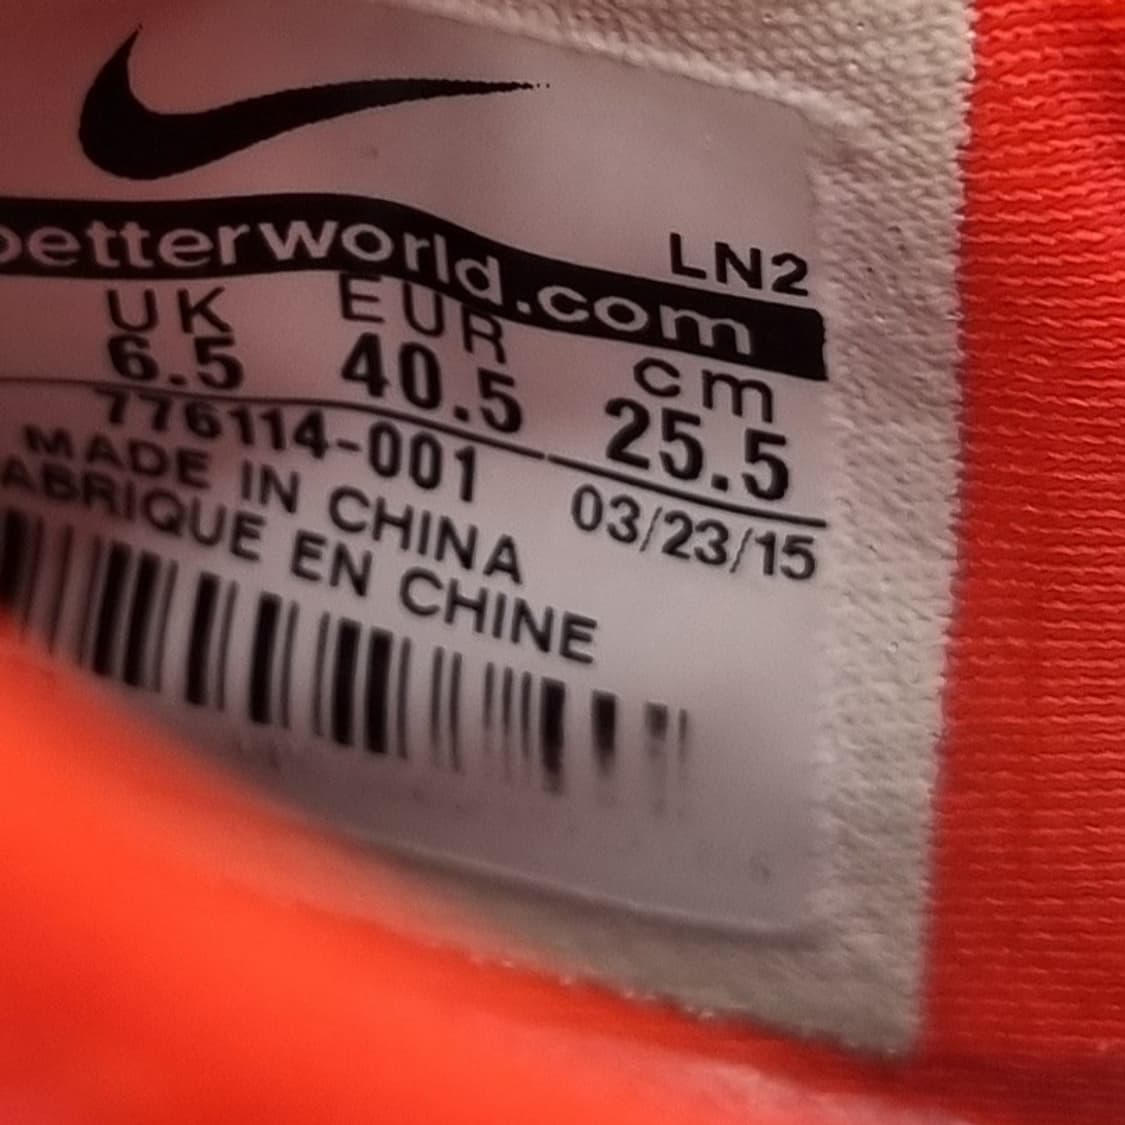 LN2
betterworld.com
UK EUR cm
6.5 40.5 25.5
776114-001 03/23/15
MADE IN CHINA
ABRIQUE EN CHINE